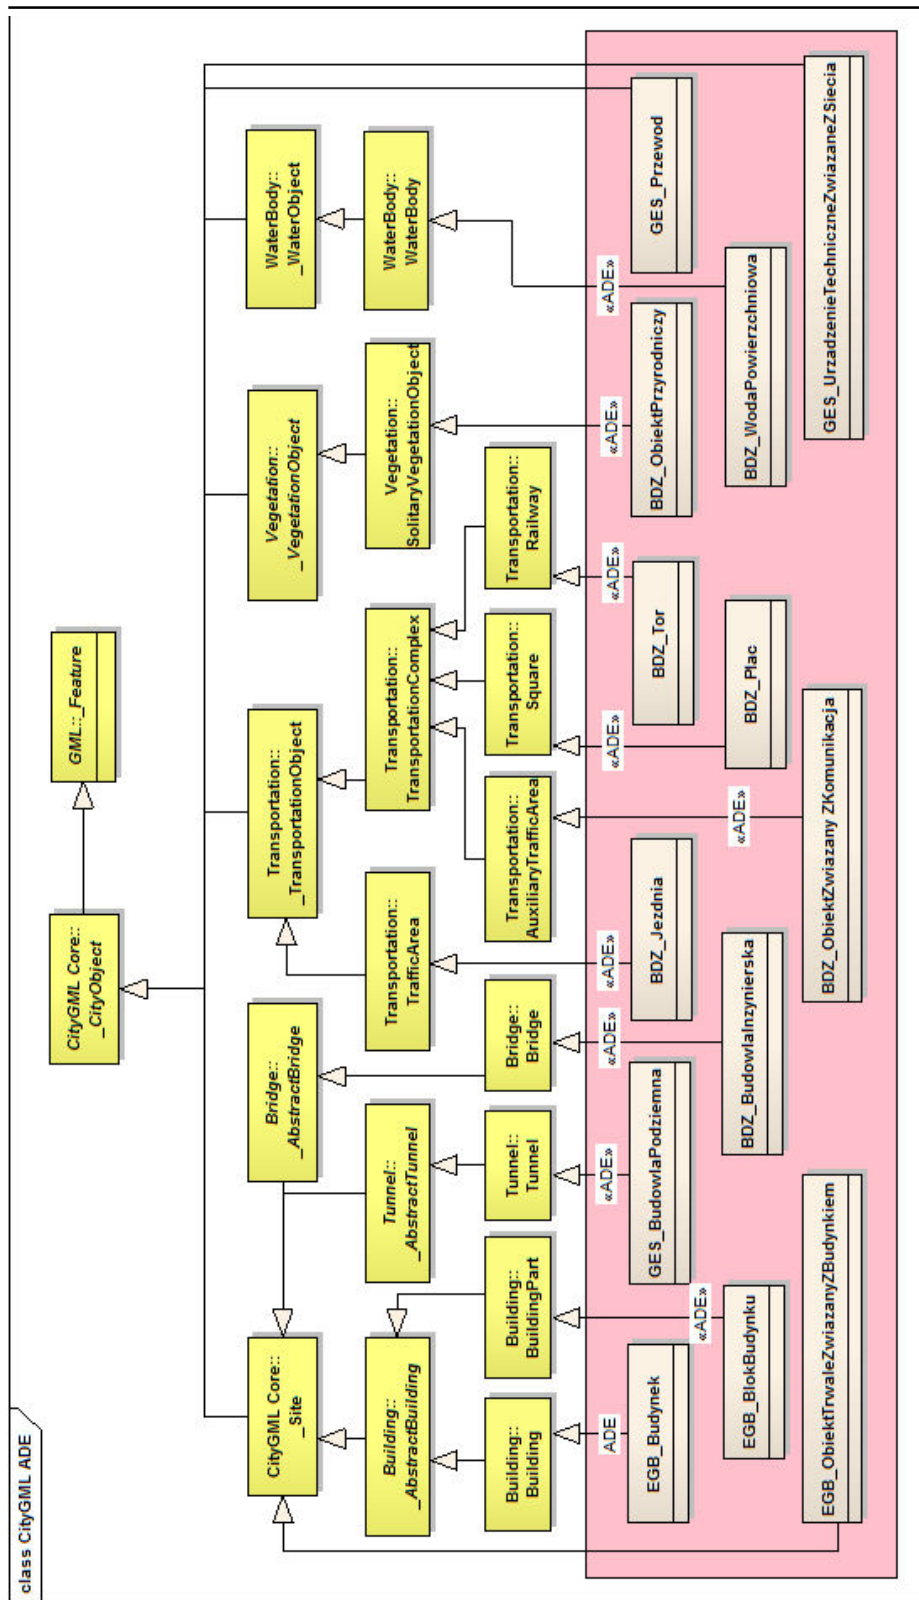 class CityGML ADE
GML::_Feature
CityGML Core::
_CityObject
CityGML Core::
_Site
Bridge::
_AbstractBridge
Transportation::
_TransportationObject
Vegetation::
_VegetationObject
WaterBody::
_WaterObject
Building::
_AbstractBuilding
Tunnel::
_AbstractTunnel
Transportation::
TrafficArea
Transportation::
TransportationComplex
Vegetation::
SolitaryVegetationObject
WaterBody::
WaterBody
Building::
Building
Building::
BuildingPart
Tunnel::
Tunnel
Bridge::
Bridge
Transportation::
AuxiliaryTrafficArea
Transportation::
Square
Transportation::
Railway
ADE
«ADE»
«ADE»
«ADE»
«ADE»
«ADE»
«ADE»
«ADE»
«ADE»
«ADE»
EGB_Budynek
GES_BudowlaPodziemna
BDZ_Jezdnia
BDZ_Tor
BDZ_ObiektPrzyrodniczy
GES_Przewod
EGB_BlokBudynku
BDZ_BudowlaInzynierska
BDZ_Plac
BDZ_WodaPowierzchniowa
EGB_ObiektTrwaleZwiazanyZBudynkiem
BDZ_ObiektZwiazany ZKomunikacja
GES_UrzadzenieTechniczneZwiazaneZSiecia